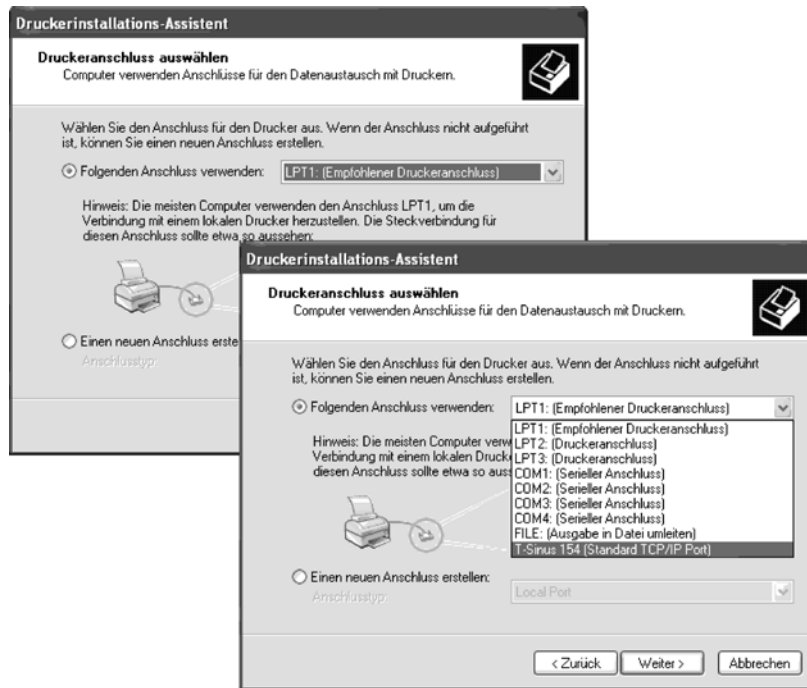 Druckerinstallations-Assistent
Druckeranschluss auswählen
Computer verwenden Anschlüsse für den Datenaustausch mit Druckern.
Wählen Sie den Anschluss für den Drucker aus. Wenn der Anschluss nicht aufgeführt
ist, können Sie einen neuen Anschluss erstellen.
Folgenden Anschluss verwenden:
LPT1: (Empfohlener Druckeranschluss)
Hinweis: Die meisten Computer verwenden den Anschluss LPT1, um die
Verbindung mit einem lokalen Drucker herzustellen. Die Steckverbindung für
diesen Anschluss sollte etwa so aussehen:
Einen neuen Anschluss erste
Anschlusstyp:
Druckerinstallations-Assistent
Druckeranschluss auswählen
Computer verwenden Anschlüsse für den Datenaustausch mit Druckern.
Wählen Sie den Anschluss für den Drucker aus. Wenn der Anschluss nicht aufgeführt
ist, können Sie einen neuen Anschluss erstellen.
Folgenden Anschluss verwenden:
LPT1: (Empfohlener Druckeranschluss)
LPT1: (Empfohlener Druckeranschluss)
LPT2: (Druckeranschluss)
LPT3: (Druckeranschluss)
COM1: (Serieller Anschluss)
COM2: (Serieller Anschluss)
COM3: (Serieller Anschluss)
COM4: (Serieller Anschluss)
FILE: (Ausgabe in Datei umleiten)
T-Sinus 154 (Standard TCP/IP Port)
Hinweis: Die meisten Computer verw
Verbindung mit einem lokalen Druck
diesen Anschluss sollte etwa so auss
Einen neuen Anschluss erstellen:
Anschlusstyp:
Local Port
< Zurück
Weiter >
Abbrechen